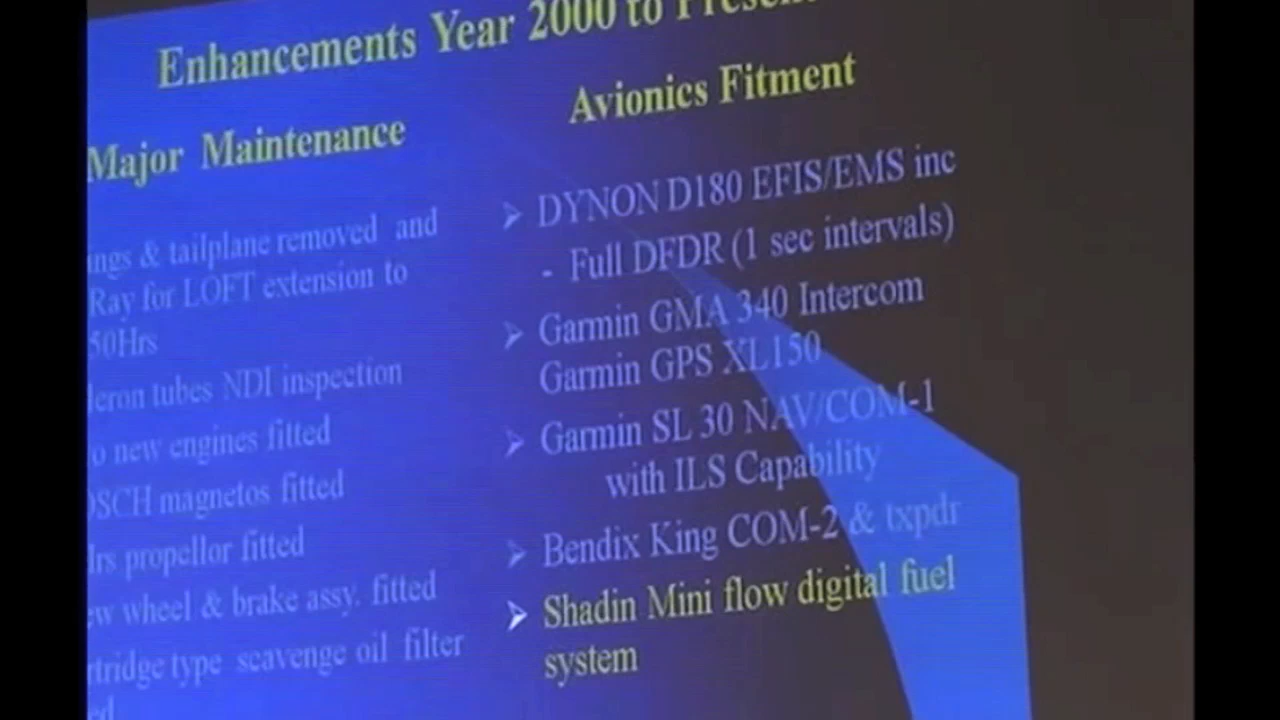 Enhancements Year 2000 to Present
Major Maintenance
ings & tailplane removed and
Ray for LOFT extension to
50Hrs
leron tubes NDI inspection
o new engines fitted
OSCH magnetos fitted
Irs propellor fitted
ew wheel & brake assy. fitted
rtridge type scavenge oil filter
ed
Avionics Fitment
➢ DYNON D180 EFIS/EMS inc
- Full DFDR (1 sec intervals)
➢ Garmin GMA 340 Intercom
Garmin GPS XL150
➢ Garmin SL 30 NAV/COM-1
with ILS Capability
➢ Bendix King COM-2 & txpdr
➢ Shadin Mini flow digital fuel
system